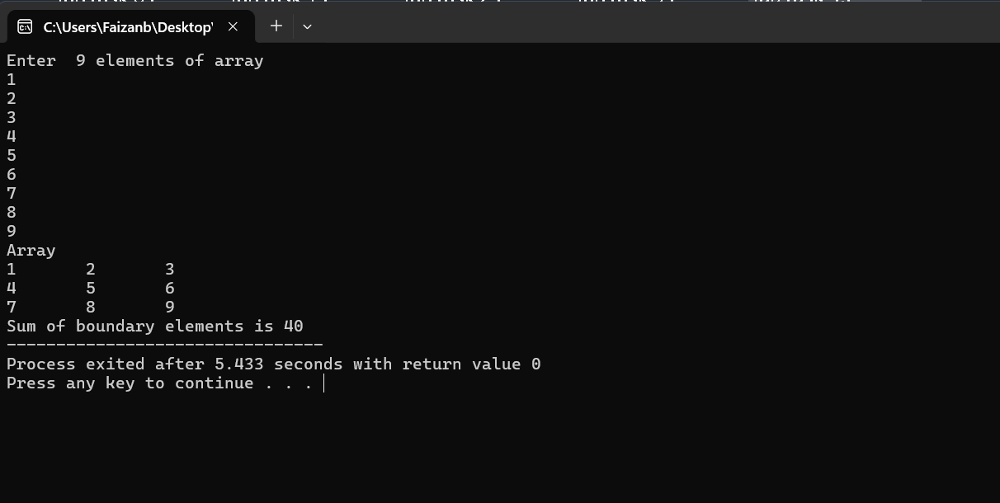 C:\Users\Faizanb\Desktop\
Enter  9 elements of array
1
2
3
4
5
6
7
8
9
Array
1       2       3
4       5       6
7       8       9
Sum of boundary elements is 40
--------------------------------
Process exited after 5.433 seconds with return value 0
Press any key to continue . . .